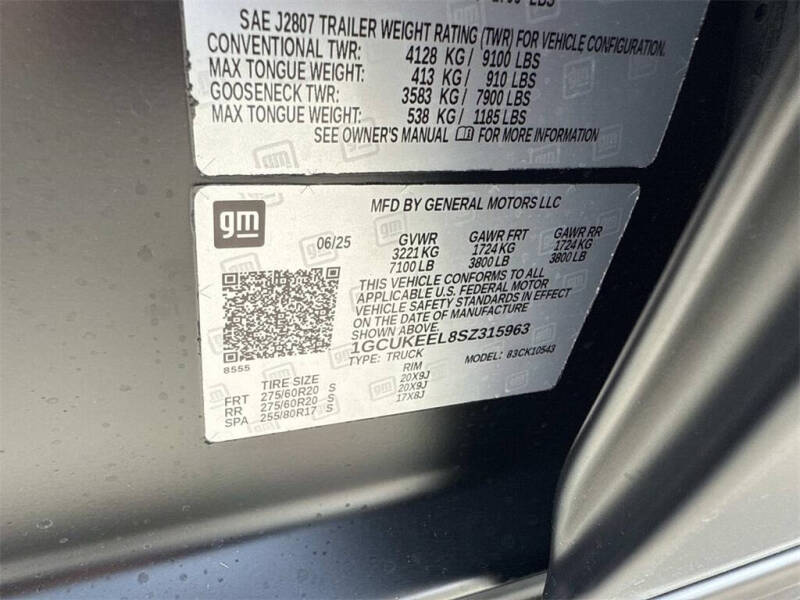 LBS
SAE J2807 TRAILER WEIGHT RATING (TWR) FOR VEHICLE CONFIGURATION.
CONVENTIONAL TWR: 4128 KG / 9100 LBS
MAX TONGUE WEIGHT: 413 KG / 910 LBS
GOOSENECK TWR: 3583 KG / 7900 LBS
MAX TONGUE WEIGHT: 538 KG / 1185 LBS
SEE OWNER'S MANUAL FOR MORE INFORMATION
gm
MFD BY GENERAL MOTORS LLC
06/25 GVWR GAWR FRT GAWR RR
3221 KG 1724 KG 1724 KG
7100 LB 3800 LB 3800 LB
THIS VEHICLE CONFORMS TO ALL
APPLICABLE U.S. FEDERAL MOTOR
VEHICLE SAFETY STANDARDS IN EFFECT
ON THE DATE OF MANUFACTURE
SHOWN ABOVE.
1GCUKEEL8SZ315963
8555
TYPE: TRUCK MODEL: 83CK10543
TIRE SIZE RIM
FRT 275/60R20 S 20X9J
RR 275/60R20 S 20X9J
SPA 255/80R17 S 17X8J